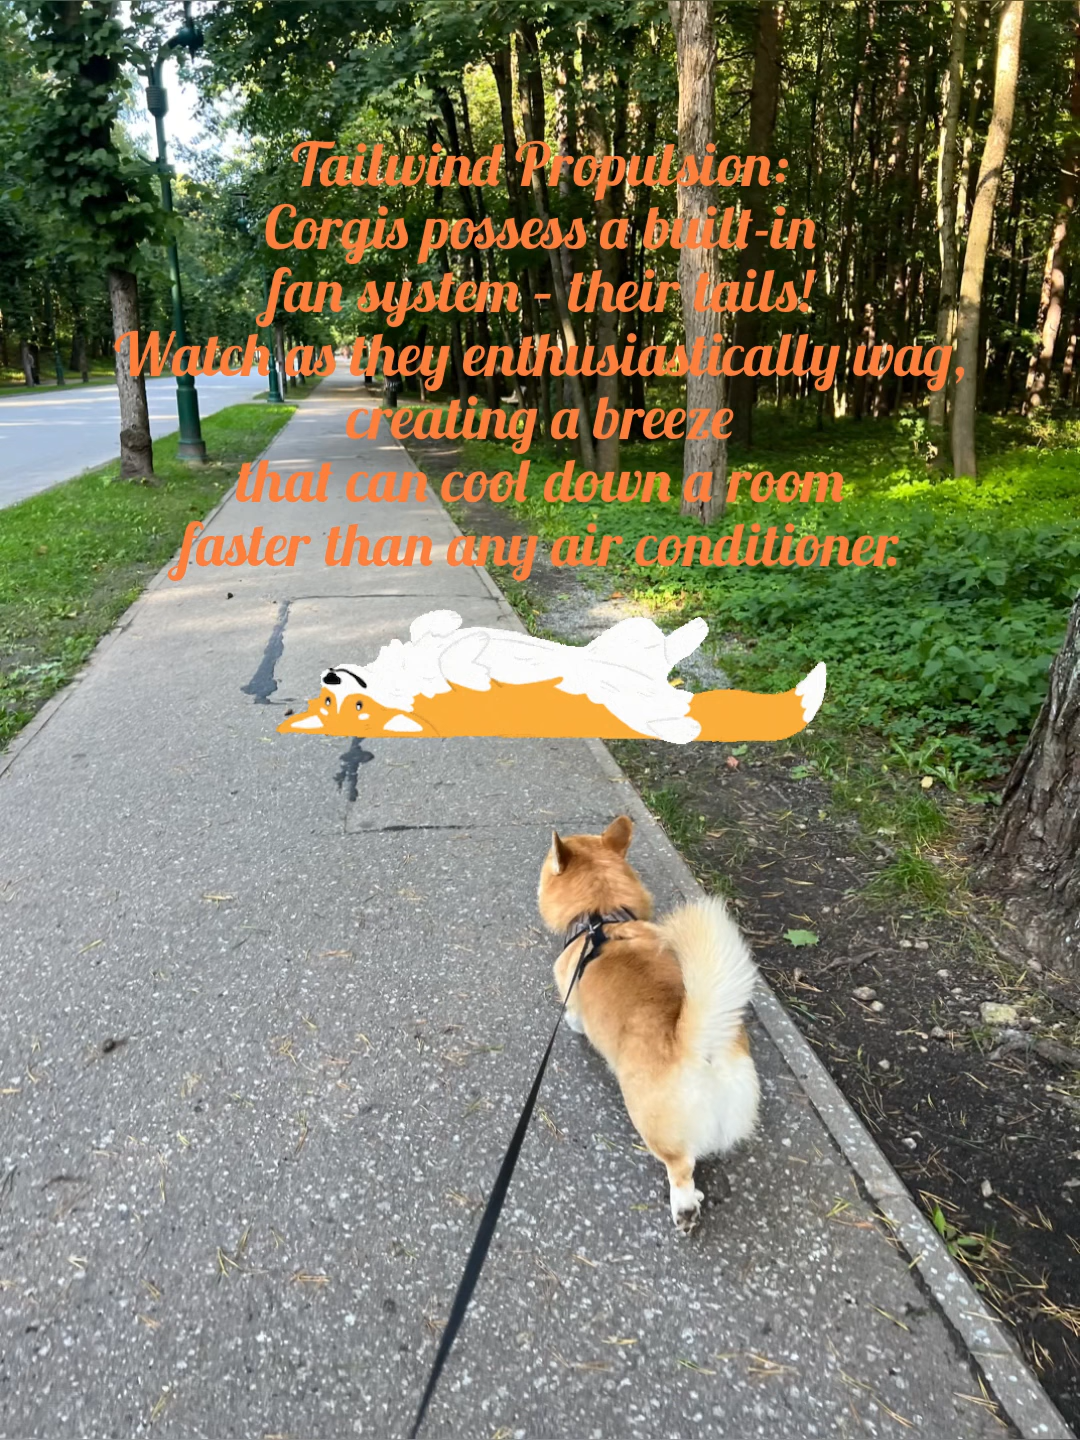 Tailwind Propulsion:
Corgis possess a built-in
fan system - their tails!
Watch as they enthusiastically wag,
creating a breeze
that can cool down a room
faster than any air conditioner.